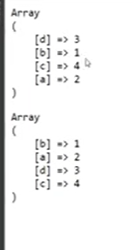 Array
(
[d] => 3
[b] => 1
[c] => 4
[a] => 2
)
Array
(
[b] => 1
[a] => 2
[d] => 3
[c] => 4
)